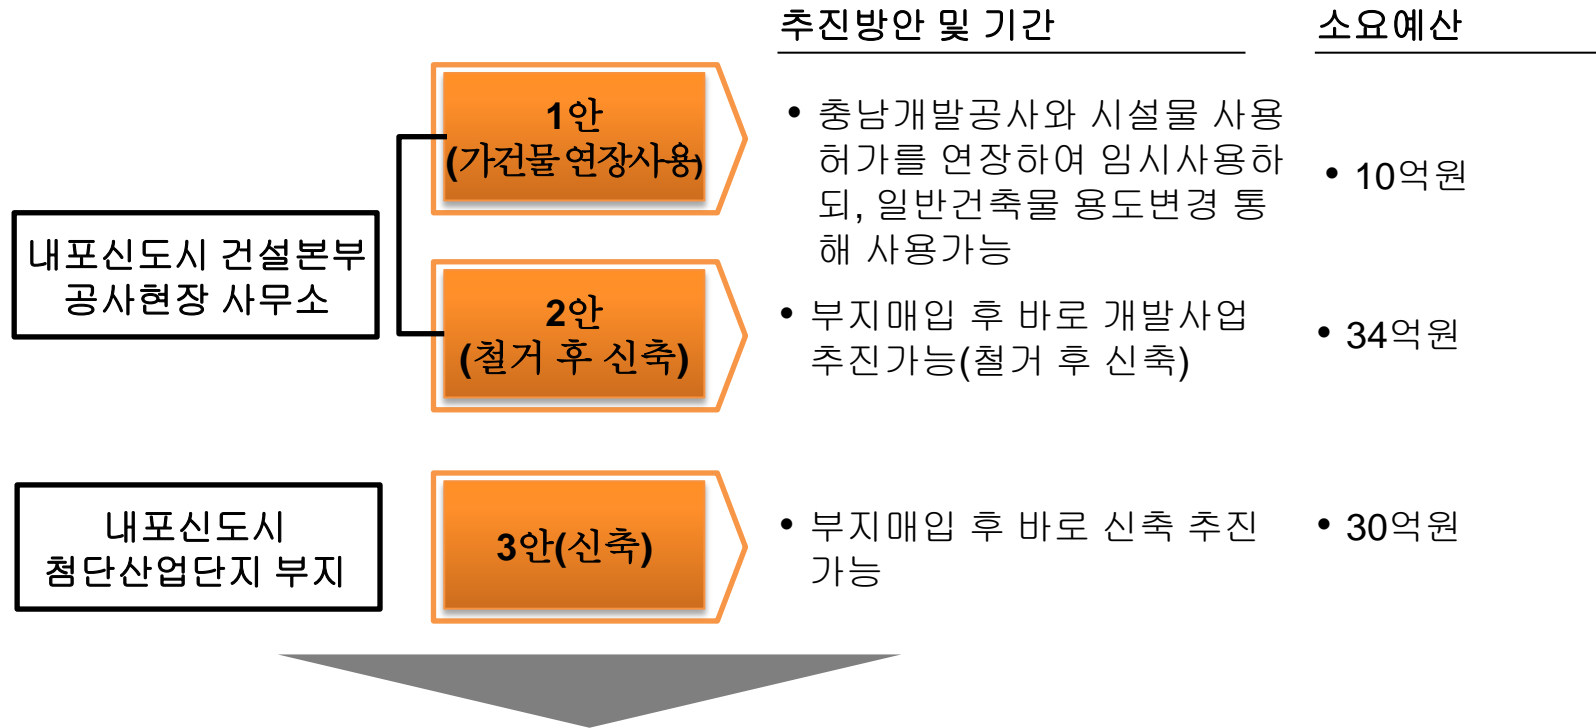 추진방안 및 기간
소요예산
내포신도시 건설본부
공사현장 사무소
1안
(가건물 연장사용)
• 충남개발공사와 시설물 사용
허가를 연장하여 임시사용하
되, 일반건축물 용도변경 통
해 사용가능
• 10억원
2안
(철거 후 신축)
• 부지매입 후 바로 개발사업
추진가능(철거 후 신축)
• 34억원
내포신도시
첨단산업단지 부지
3안(신축)
• 부지매입 후 바로 신축 추진
가능
• 30억원